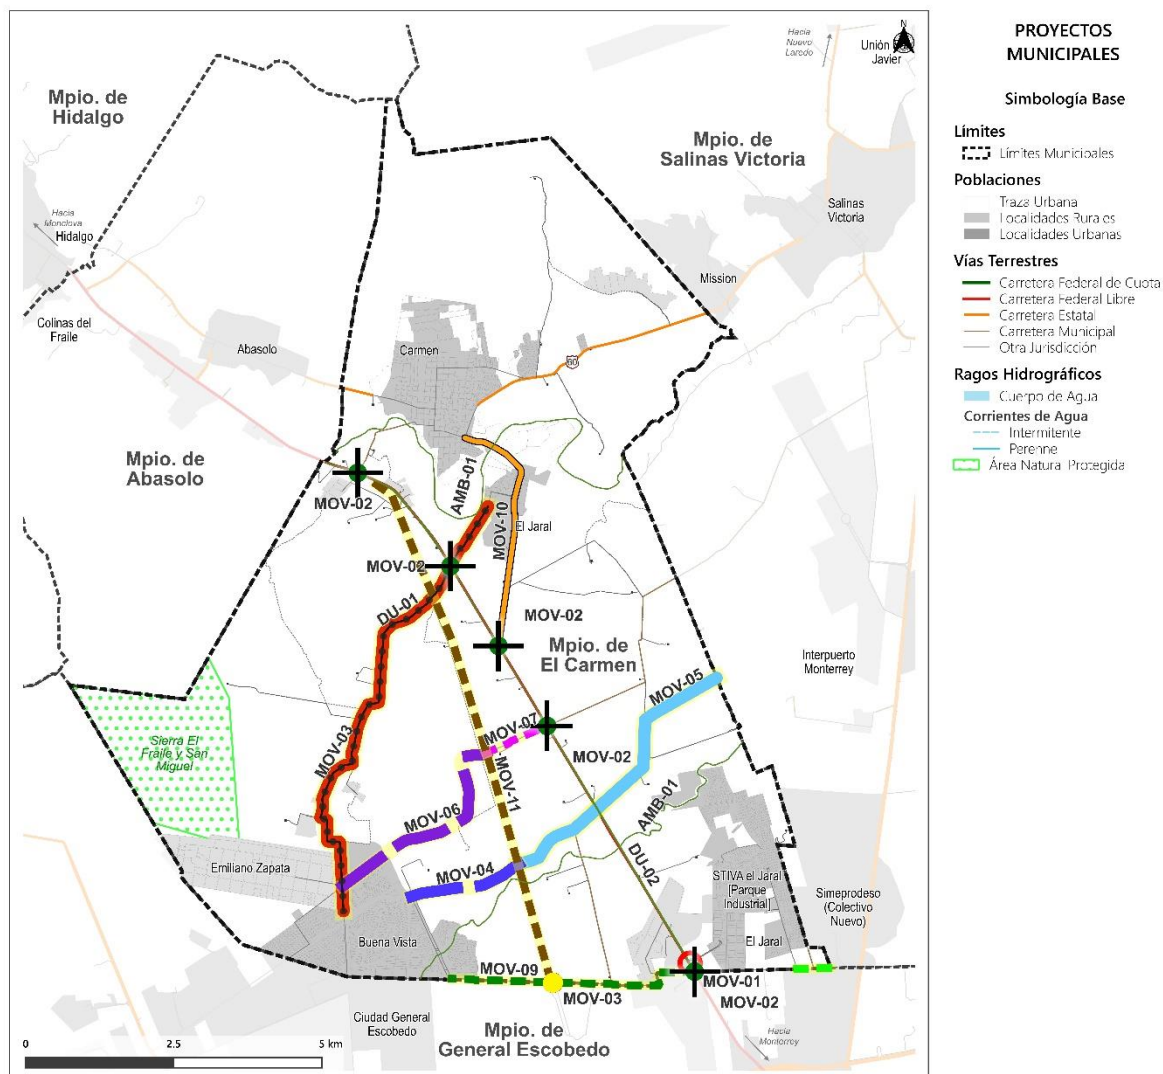 PROYECTOS
MUNICIPALES
Simbología Base
Límites
Límites Municipales
Poblaciones
Traza Urbana
Localidades Rurales
Localidades Urbanas
Vías Terrestres
Carretera Federal de Cuota
Carretera Federal Libre
Carretera Estatal
Carretera Municipal
Otra Jurisdicción
Ragos Hidrográficos
Cuerpo de Agua
Corrientes de Agua
Intermitente
Perenne
Área Natural Protegida
Hacia
Nuevo
Laredo
N
Unión
Javier
Mpio. de
Hidalgo
Mpio. de
Salinas Victoria
Salinas
Victoria
Hacia
Monclova
Hidalgo
Mission
Colinas del
Fraile
Abasolo
Carmen
Mpio. de
Abasolo
AMB-01
MOV-02
MOV-10
El Jaral
MOV-02
DU-01
MOV-02
Mpio. de
El Carmen
Interpuerto
Monterrey
MOV-05
Sierra El
Fraile y San
Miguel
MOV-03
MOV-07
MOV-02
MOV-11
AMB-01
MOV-06
DU-02
Emiliano Zapata
MOV-04
STIVA el Jaral
[Parque
Industrial]
Simeprodeso
(Colectivo
Nuevo)
Buena Vista
El Jaral
MOV-09
MOV-01
MOV-03
MOV-02
Ciudad General
Escobedo
Mpio. de
General Escobedo
Hacia
Monterrey
0
2.5
5 km